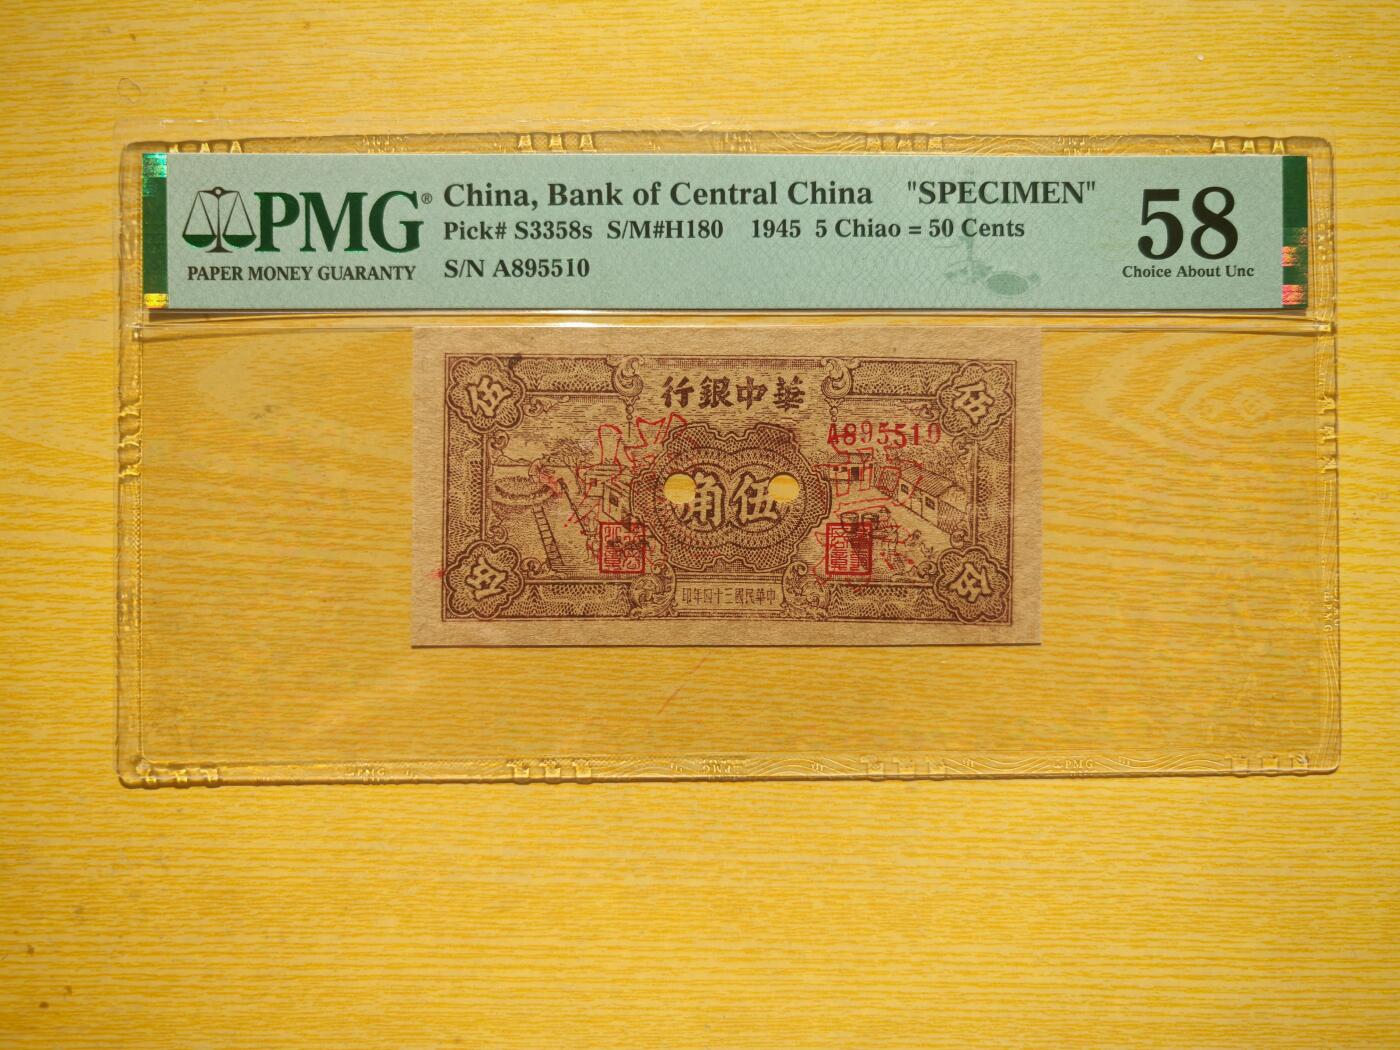 PMG®
PAPER MONEY GUARANTY
China, Bank of Central China "SPECIMEN"
Pick# S3358s S/M#H180 1945 5 Chiao = 50 Cents
S/N A895510
58
Choice About Unc
行銀中華
伍
伍
A895510
角伍
伍
伍
印年四十三國民華中